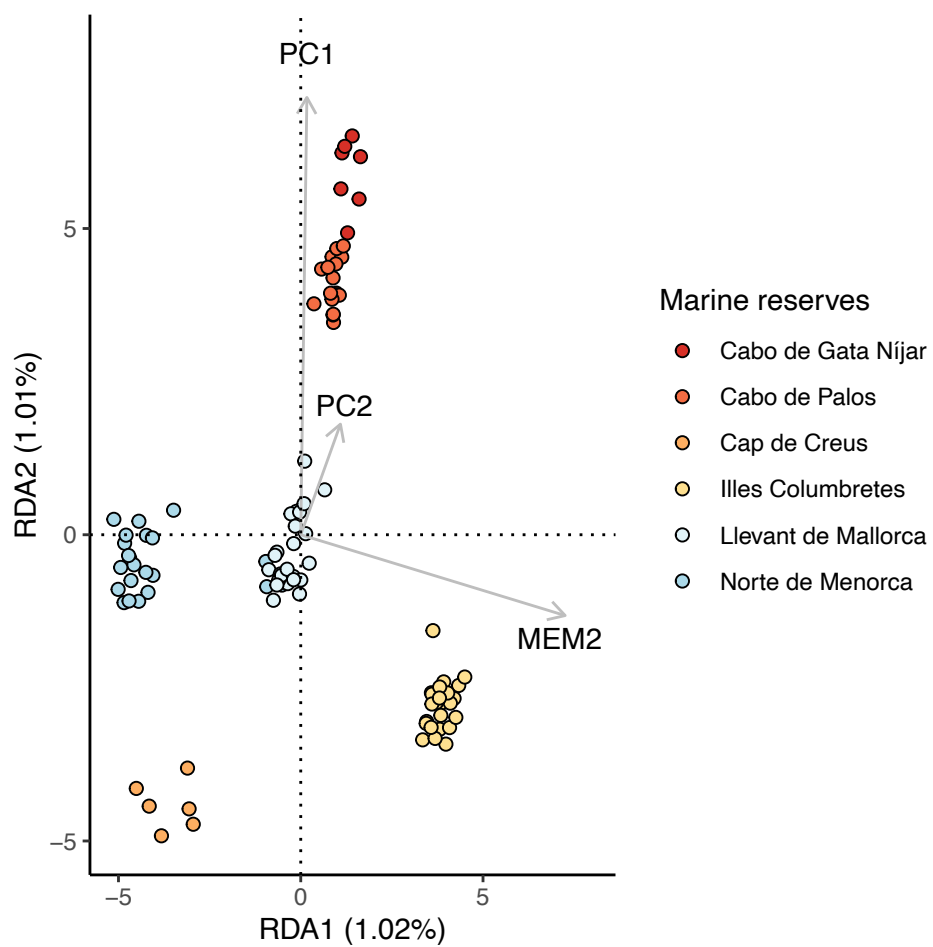 PC1
5
PC2
0
MEM2
−5
−5
0
5
RDA1 (1.02%)
RDA2 (1.01%)
Marine reserves
Cabo de Gata Níjar
Cabo de Palos
Cap de Creus
Illes Columbretes
Llevant de Mallorca
Norte de Menorca